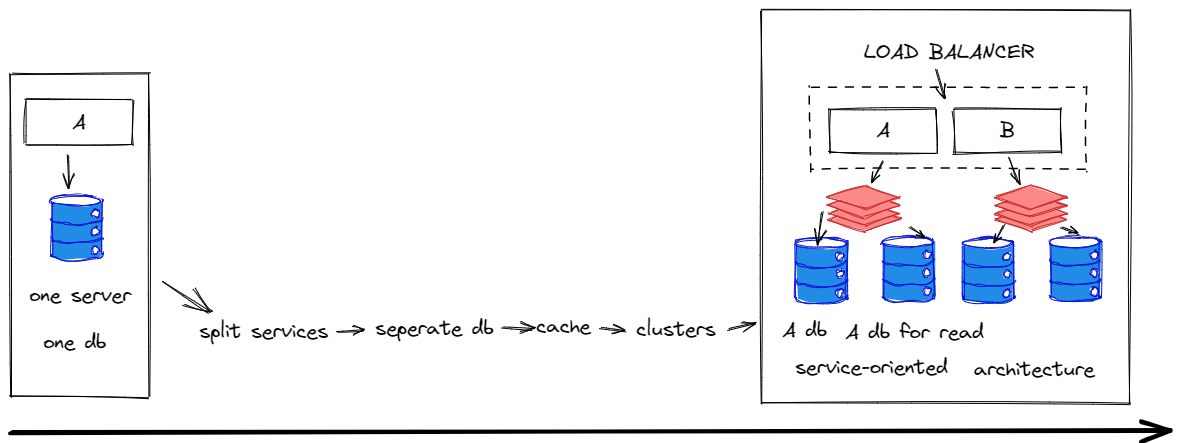 A
one server
one db
split services
seperate db
cache
clusters
LOAD BALANCER
A
B
A db
A db for read
service-oriented architecture